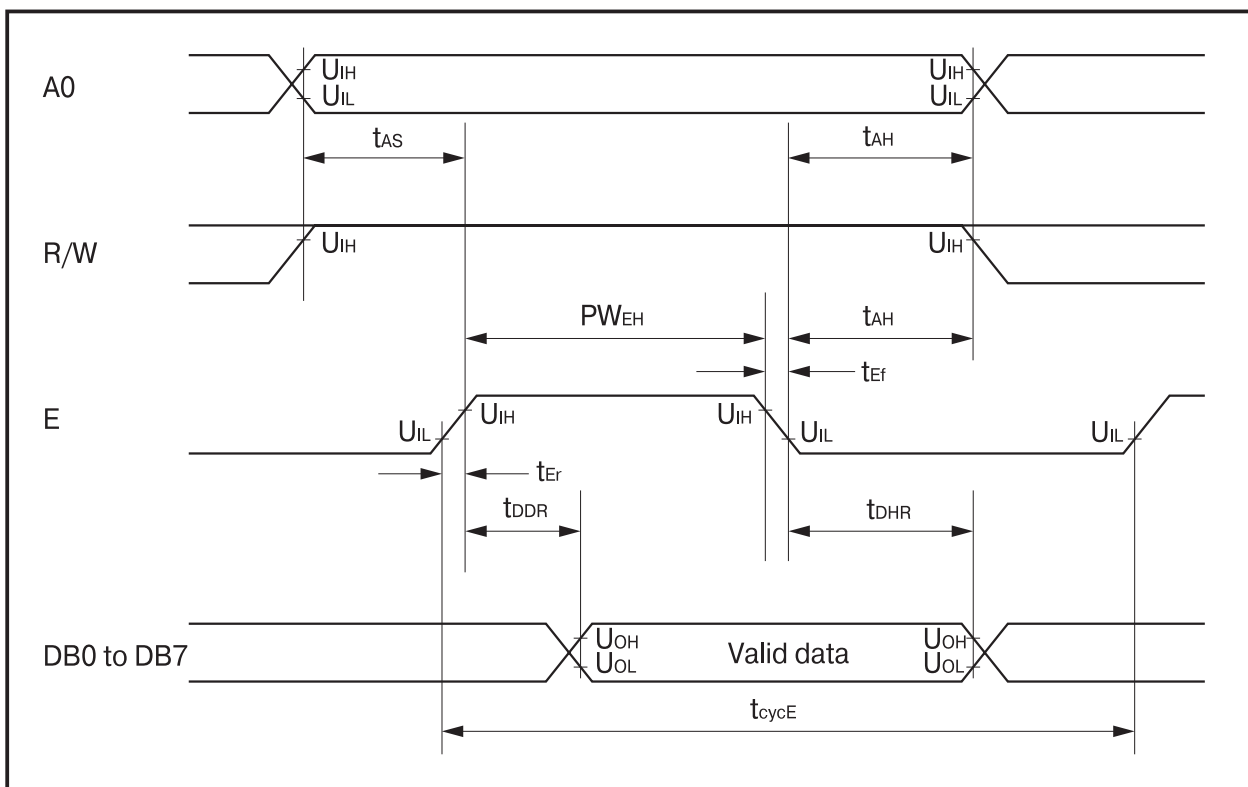 A0
UIH
UIL
UIH
UIL
tAS
tAH
R/W
UIH
UIH
PWEH
tAH
tEf
E
UIL
UIH
UIH
UIL
UIL
tEr
tDDR
tDHR
DB0 to DB7
UOH
UOL
Valid data
UOH
UOL
tcycE